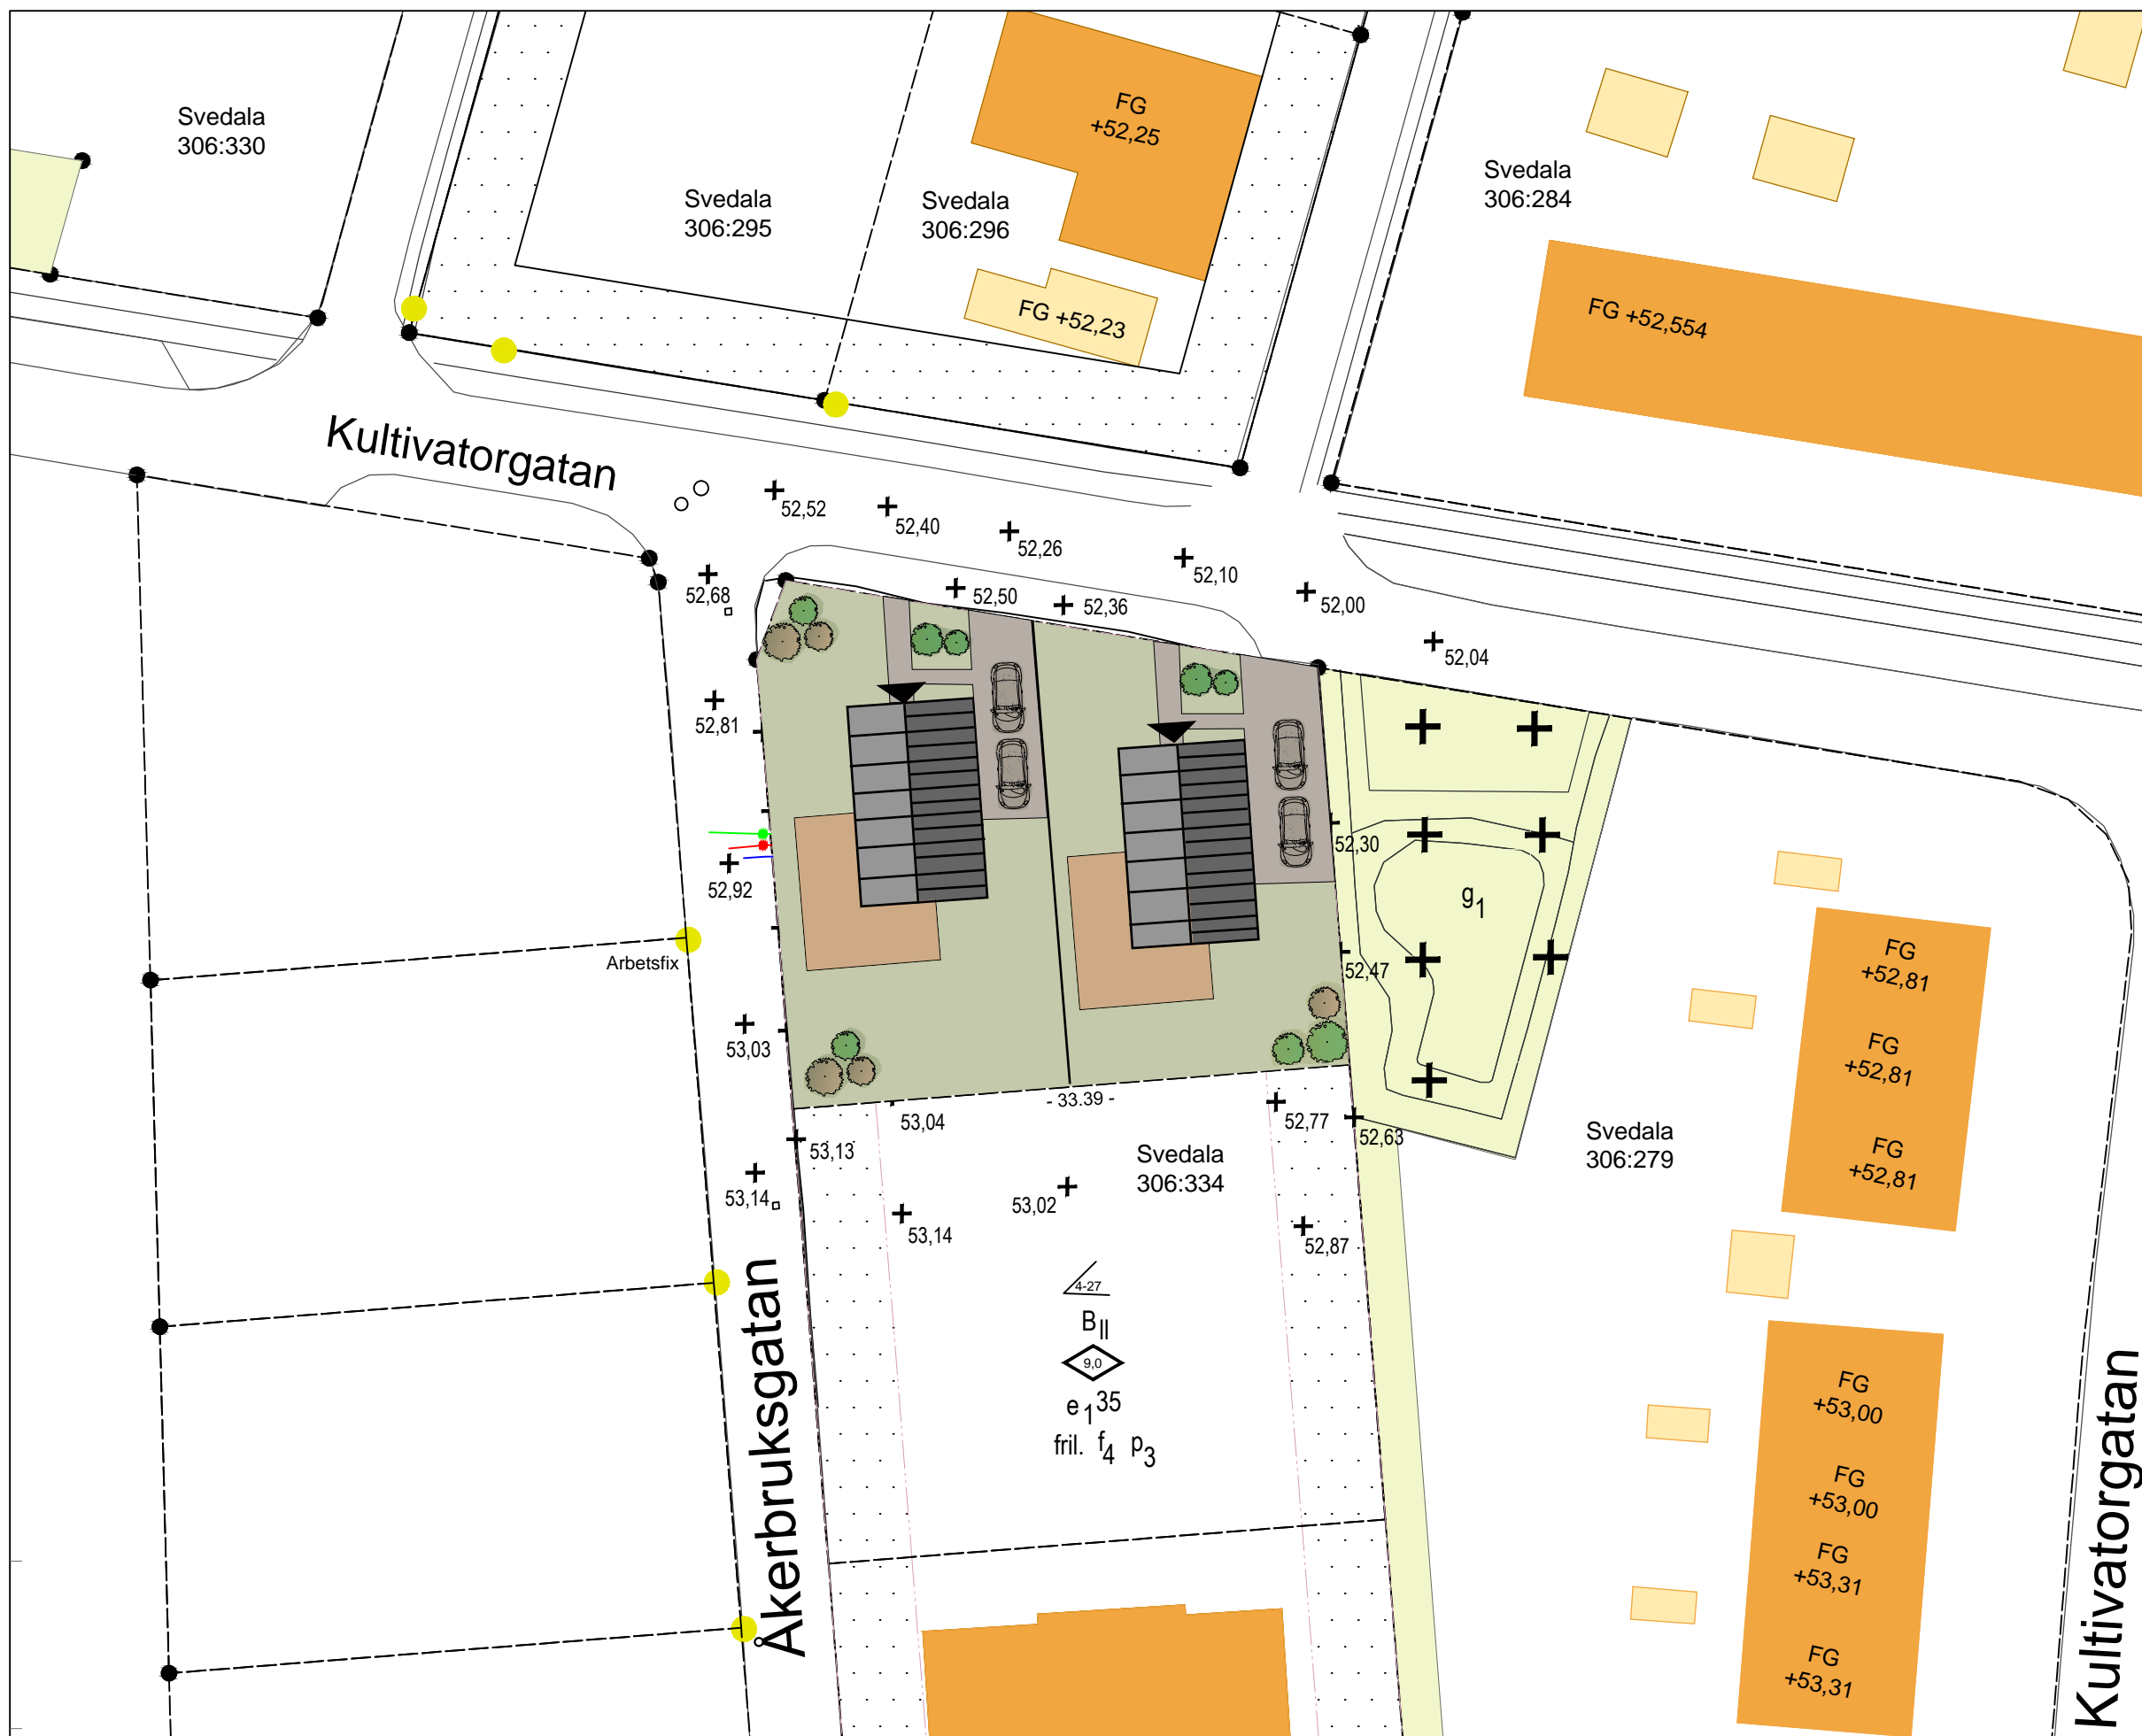 Svedala
306:330
Svedala
306:295
Svedala
306:296
FG
+52,25
FG +52,23
Svedala
306:284
FG +52,554
Kultivatorgatan
52,52
52,40
52,26
52,10
52,00
52,04
52,68
52,50
52,36
52,81
52,92
52,30
52,47
g1
Arbetsfix
53,03
53,04
- 33.39 -
52,77
52,63
53,13
53,14
53,14
53,02
52,87
Svedala
306:334
4-27
B II
9,0
e1 35
fril. f4 p3
Åkerbruksgatan
Svedala
306:279
FG
+52,81
FG
+52,81
FG
+52,81
FG
+53,00
FG
+53,00
FG
+53,31
FG
+53,31
Kultivatorgatan